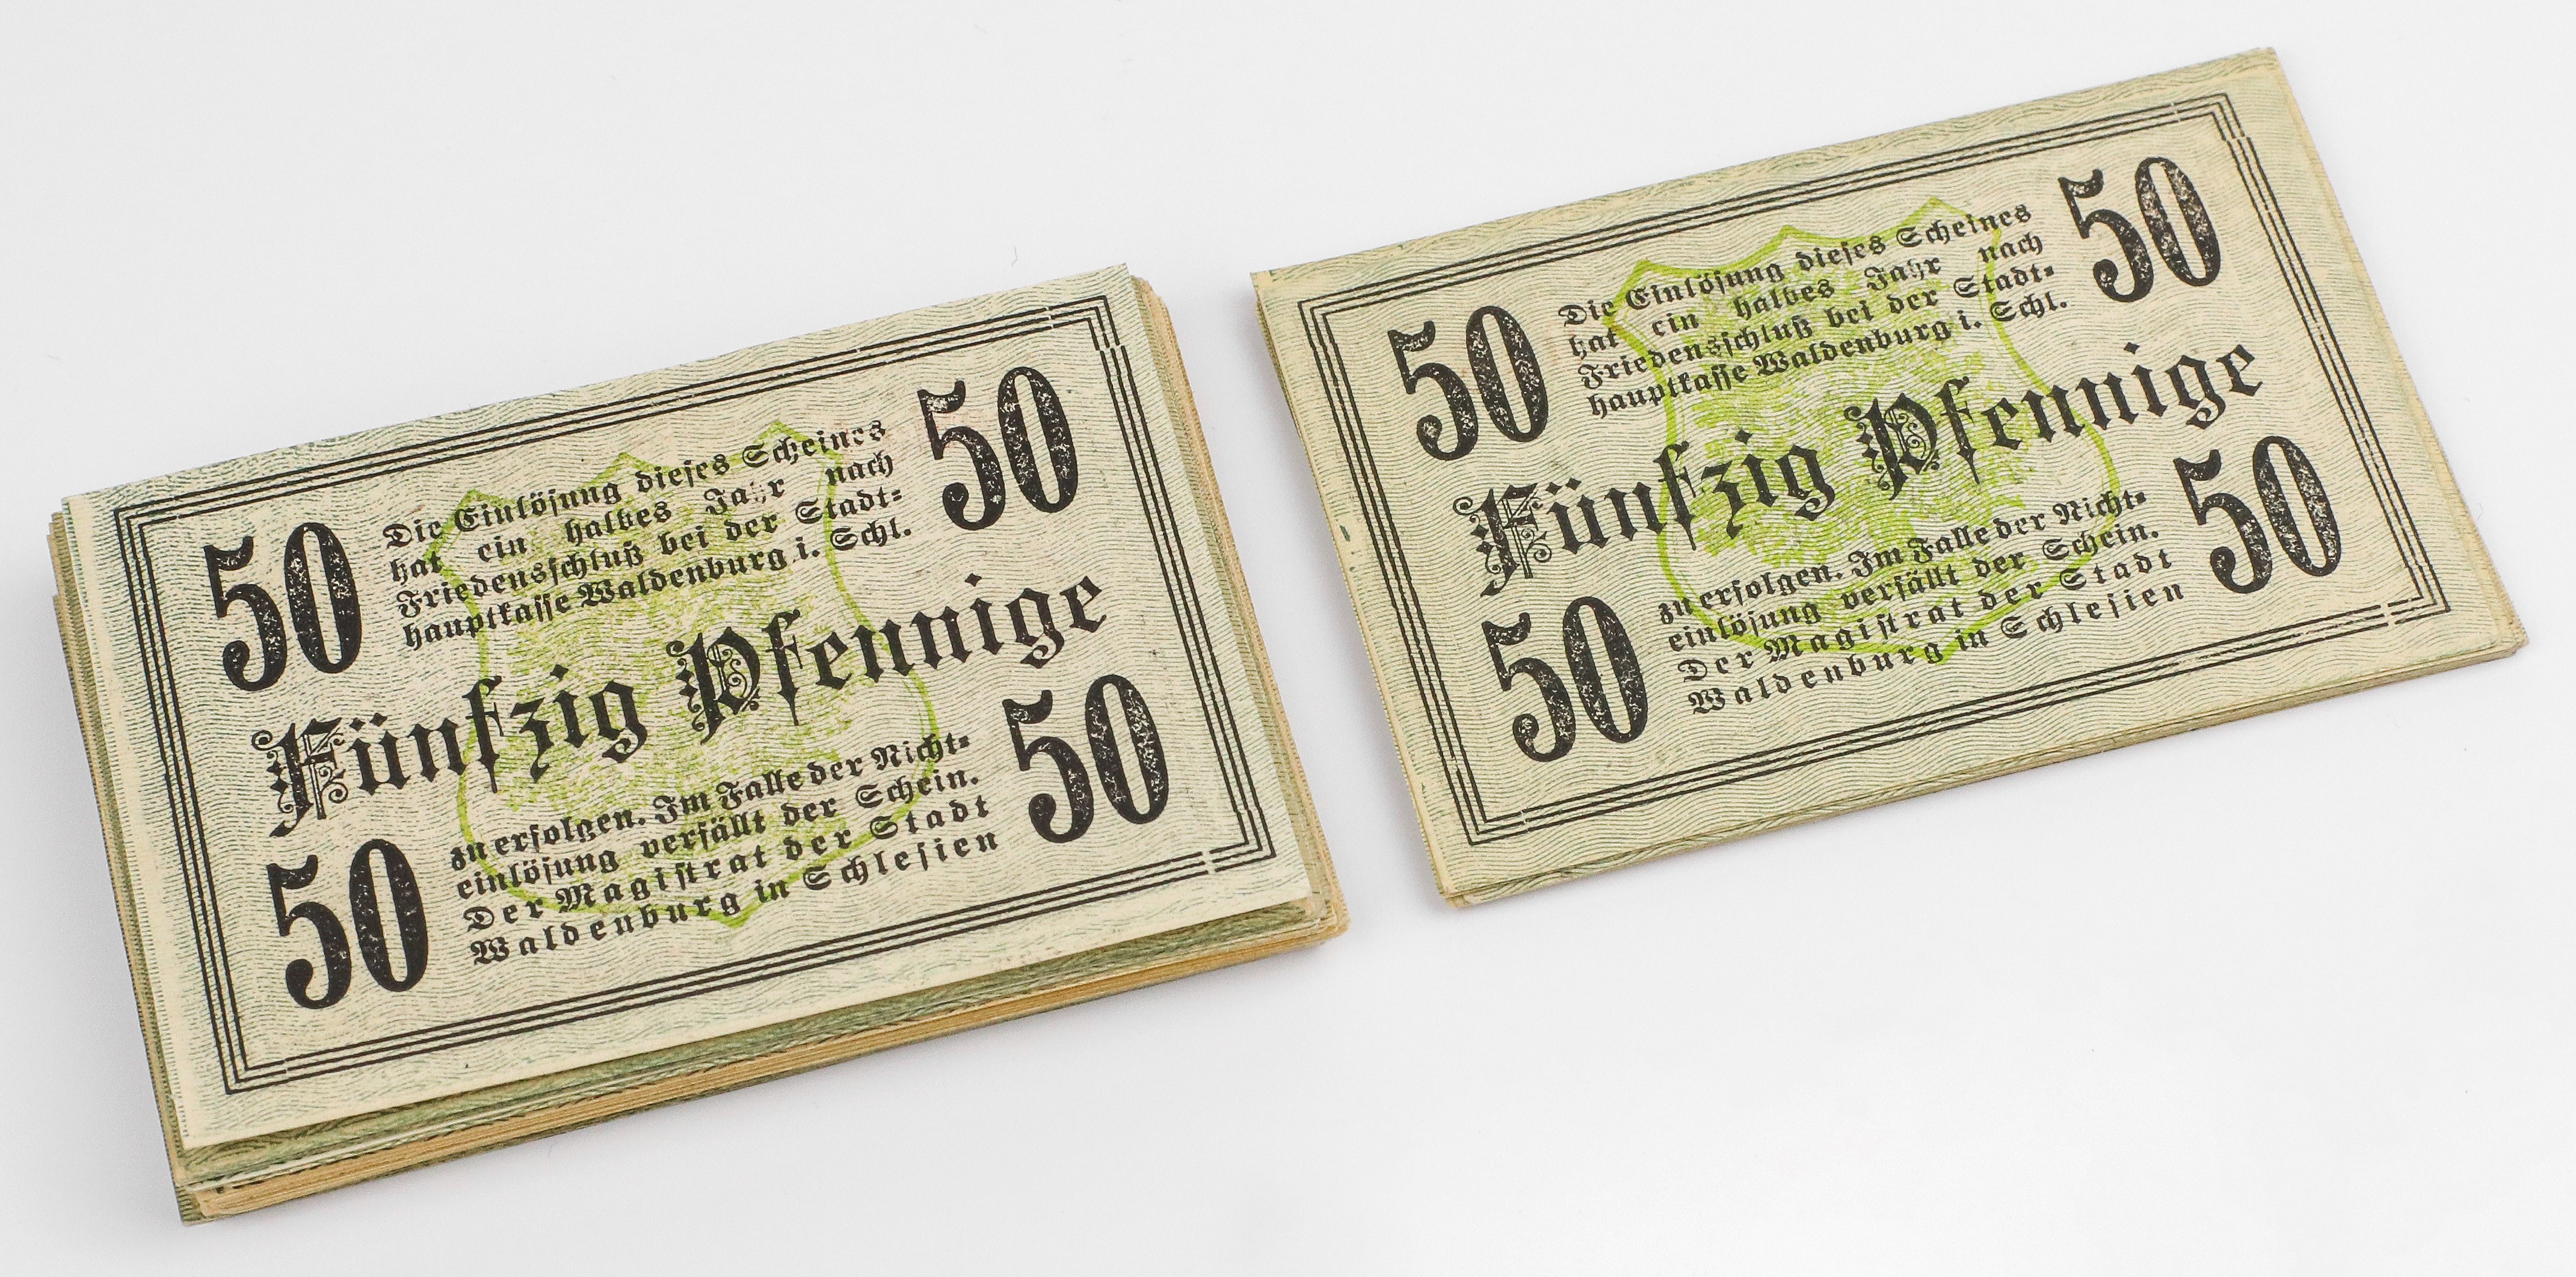 50 50
Die Einlösung dieses Scheines
hat ein halbes Jahr nach
Friedensschluß bei der Stadt-
hauptkasse Waldenburg i. Schl.
Fünfzig Pfennige
zu erfolgen. Im Falle der Nicht-
einlösung verfällt der Schein.
Der Magistrat der Stadt
Waldenburg in Schlesien
50 50
50 50
Die Einlösung dieses Scheines
hat ein halbes Jahr nach
Friedensschluß bei der Stadt-
hauptkasse Waldenburg i. Schl.
Fünfzig Pfennige
zu erfolgen. Im Falle der Nicht-
einlösung verfällt der Schein.
Der Magistrat der Stadt
Waldenburg in Schlesien
50 50